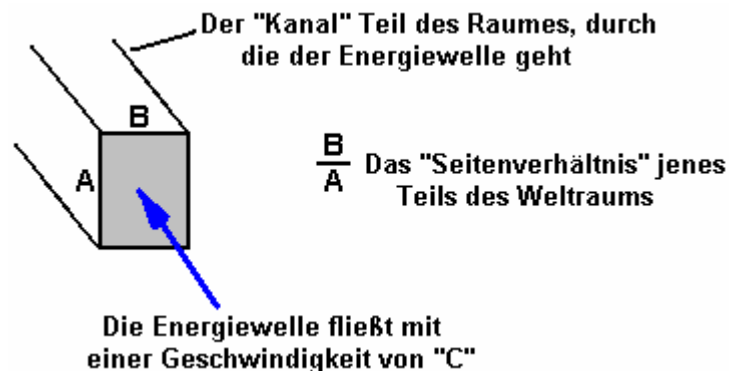 Der "Kanal" Teil des Raumes, durch
die der Energiewelle geht
B
A
B
A
Das "Seitenverhältnis" jenes
Teils des Weltraums
Die Energiewelle fließt mit
einer Geschwindigkeit von "C"